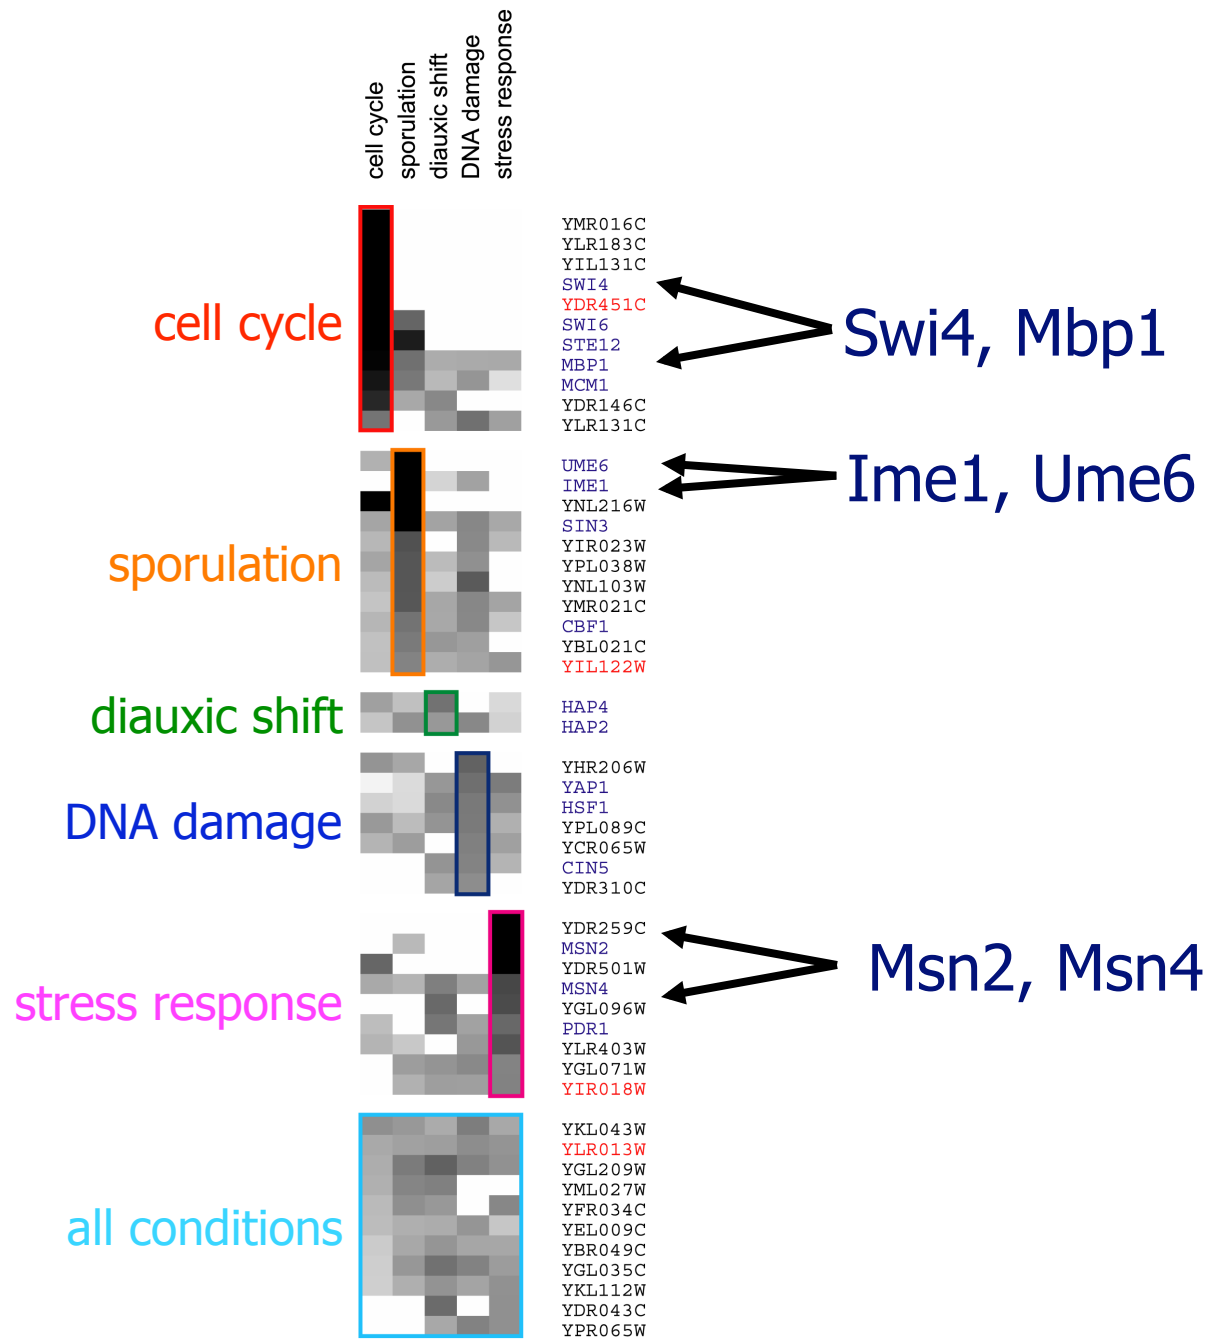 cell cycle
sporulation
diauxic shift
DNA damage
stress response
cell cycle
YMR016C
YLR183C
YIL131C
SWI4
YDR451C
SWI6
STE12
MBP1
MCM1
YDR146C
YLR131C
Swi4, Mbp1
sporulation
UME6
IME1
YNL216W
SIN3
YIR023W
YPL038W
YNL103W
YMR021C
CBF1
YBL021C
YIL122W
Ime1, Ume6
diauxic shift
HAP4
HAP2
DNA damage
YHR206W
YAP1
HSF1
YPL089C
YCR065W
CIN5
YDR310C
stress response
YDR259C
MSN2
YDR501W
MSN4
YGL096W
PDR1
YLR403W
YGL071W
YIR018W
Msn2, Msn4
all conditions
YKL043W
YLR013W
YGL209W
YML027W
YFR034C
YEL009C
YBR049C
YGL035C
YKL112W
YDR043C
YPR065W